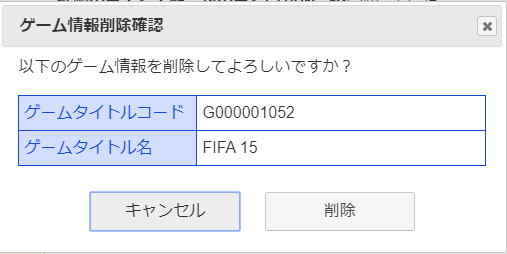 ゲーム情報削除確認
以下のゲーム情報を削除してよろしいですか？
ゲームタイトルコード G000001052
ゲームタイトル名 FIFA 15
キャンセル 削除